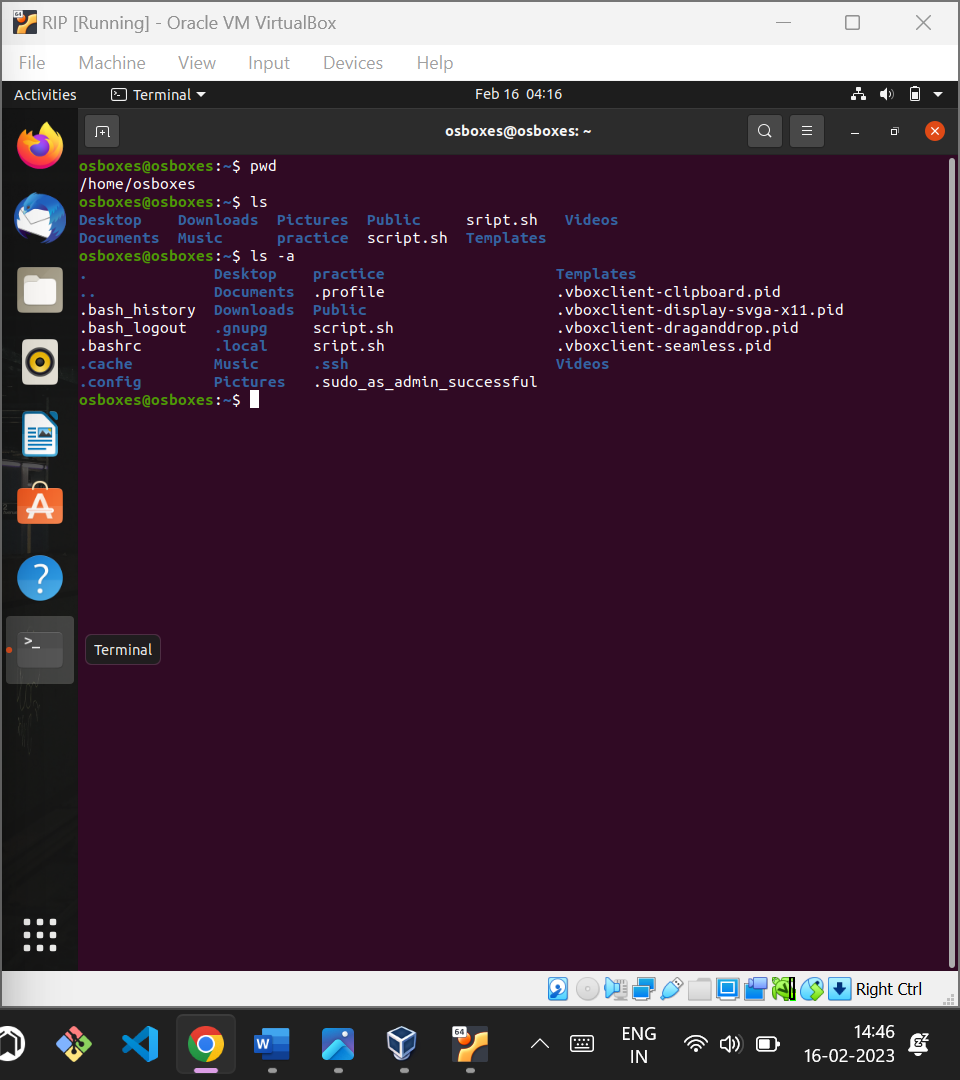 RIP [Running] - Oracle VM VirtualBox
File Machine View Input Devices Help
Activities Terminal Feb 16 04:16
osboxes@osboxes: ~
osboxes@osboxes:~$ pwd
/home/osboxes
osboxes@osboxes:~$ ls
Desktop Downloads Pictures Public sript.sh Videos
Documents Music practice script.sh Templates
osboxes@osboxes:~$ ls -a
. Desktop practice Templates
.. Documents .profile .vboxclient-clipboard.pid
.bash_history Downloads Public .vboxclient-display-svga-x11.pid
.bash_logout .gnupg script.sh .vboxclient-draganddrop.pid
.bashrc .local sript.sh .vboxclient-seamless.pid
.cache Music .ssh Videos
.config Pictures .sudo_as_admin_successful
osboxes@osboxes:~$
Terminal
Right Ctrl
ENG 14:46
IN 16-02-2023